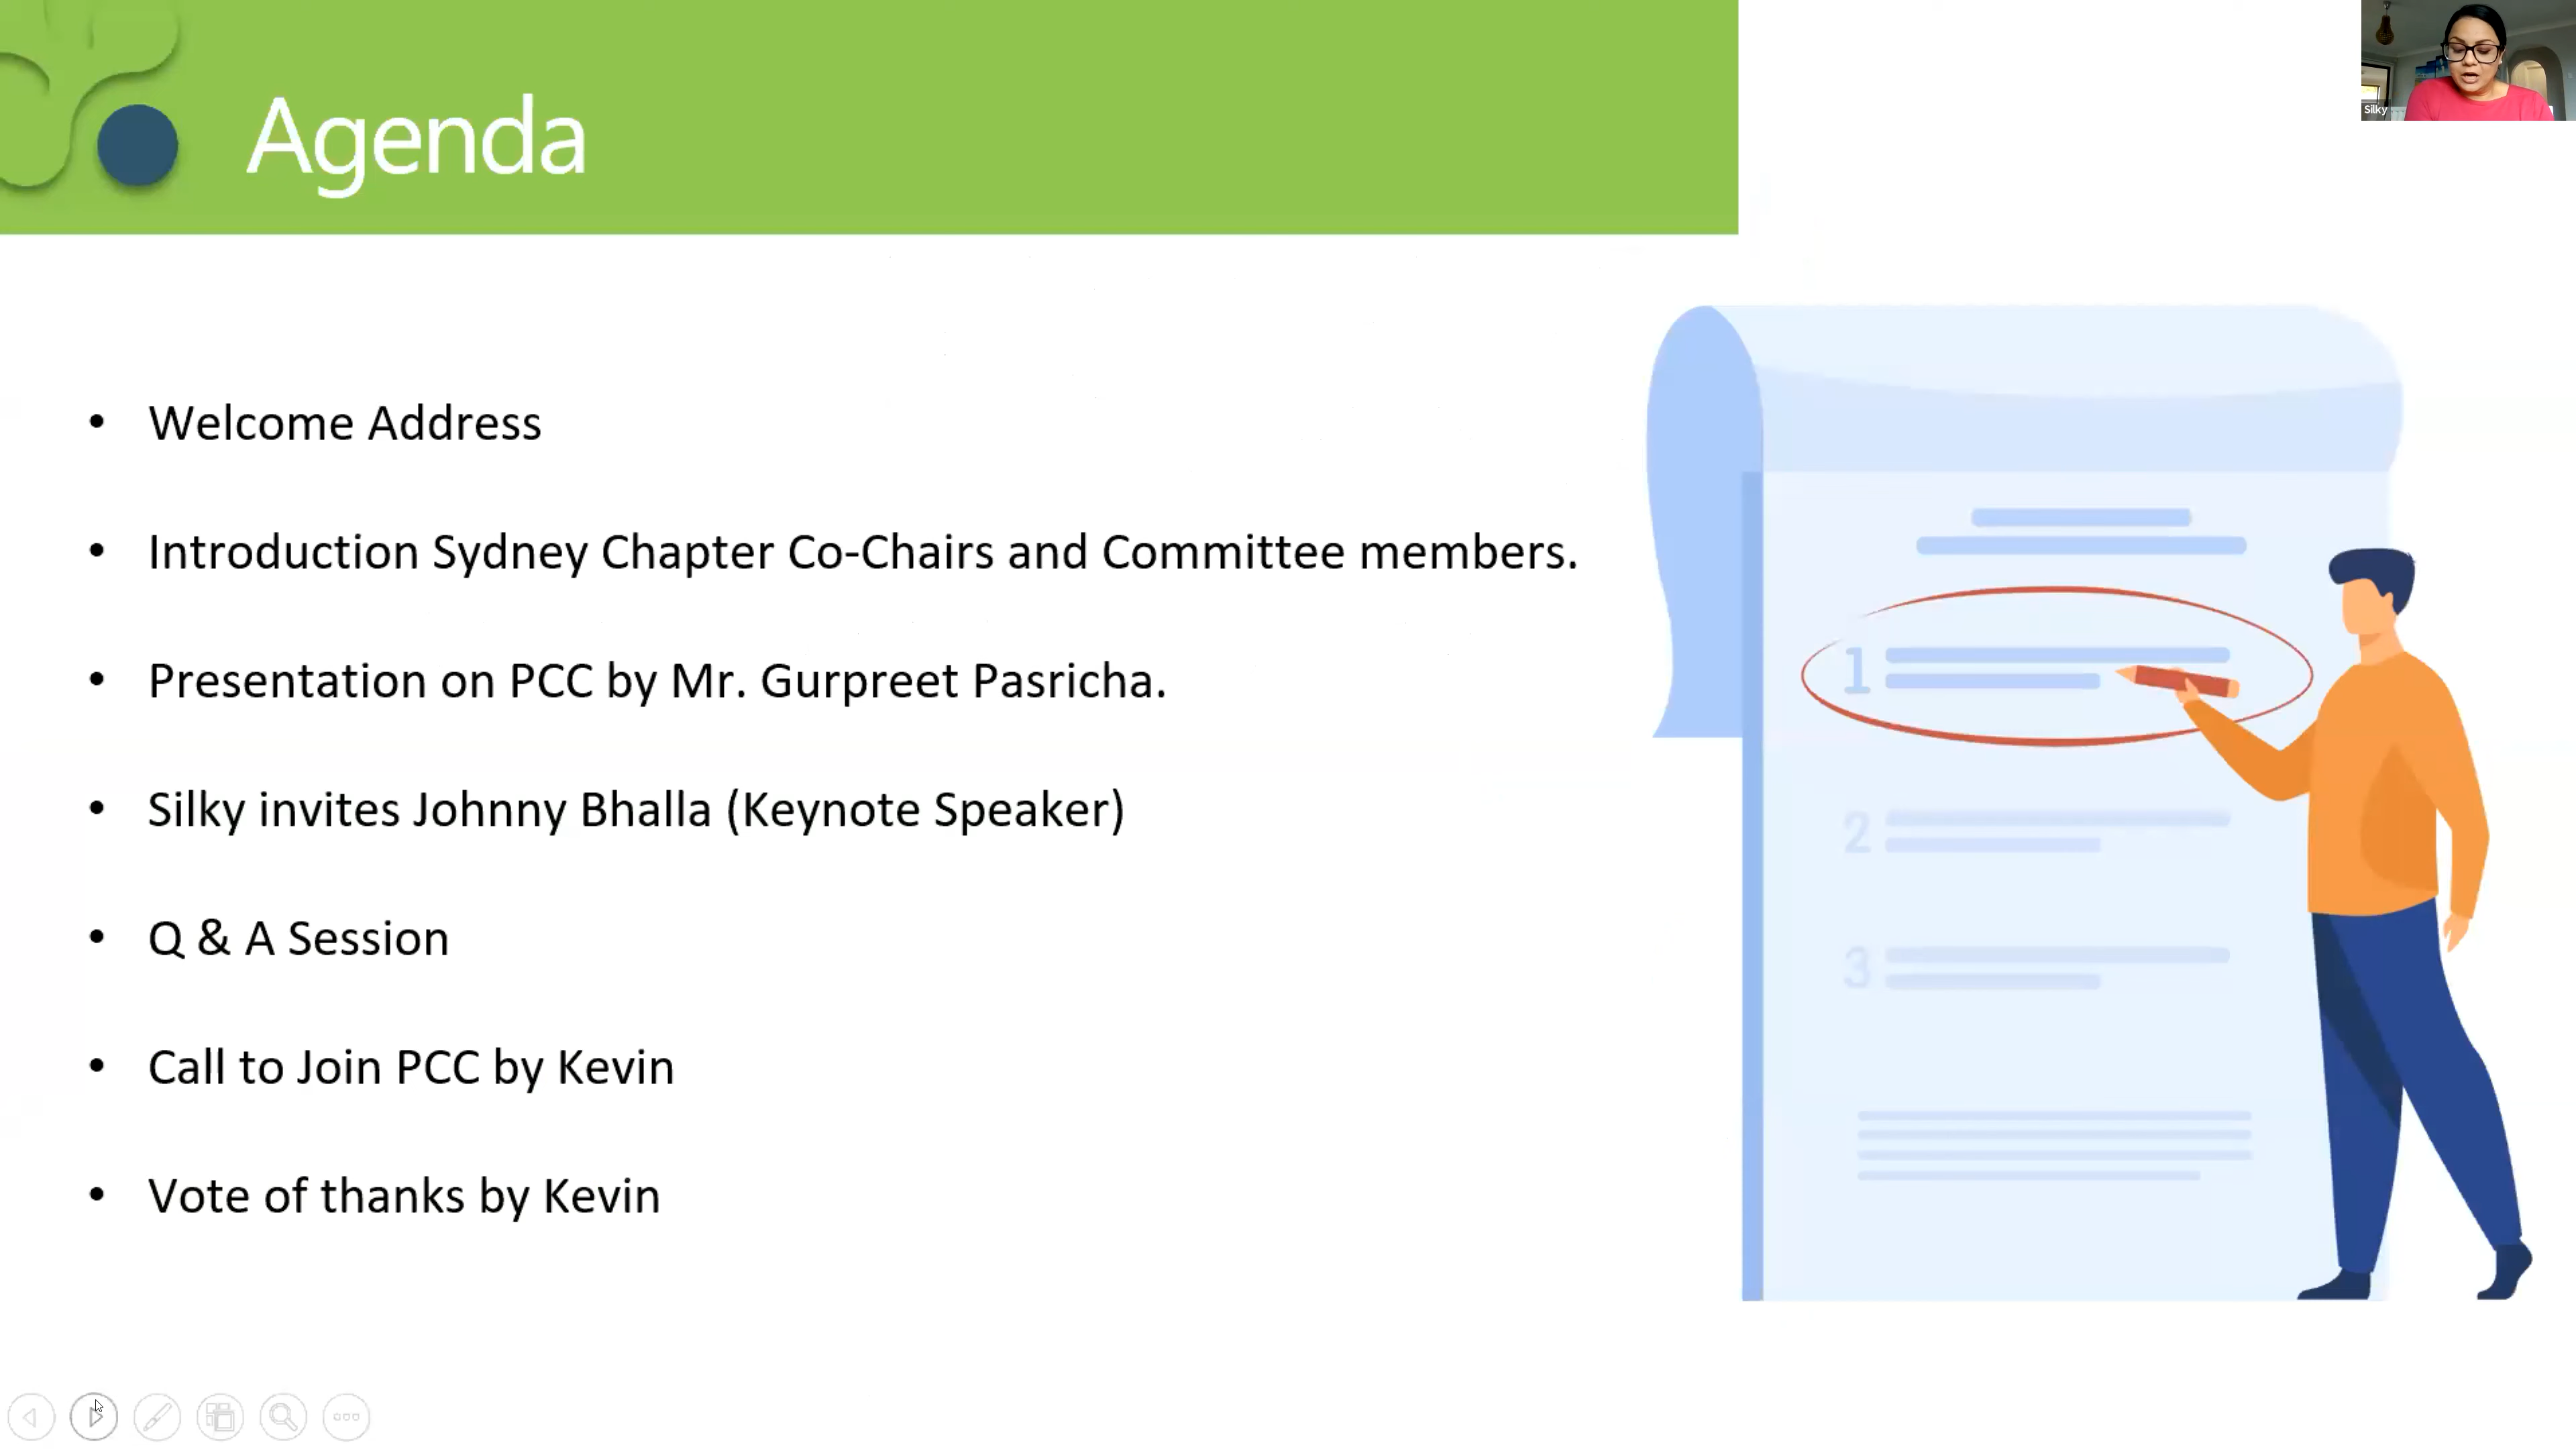 Agenda
Silky
• Welcome Address
• Introduction Sydney Chapter Co-Chairs and Committee members.
• Presentation on PCC by Mr. Gurpreet Pasricha.
• Silky invites Johnny Bhalla (Keynote Speaker)
• Q & A Session
• Call to Join PCC by Kevin
• Vote of thanks by Kevin
1
2
3